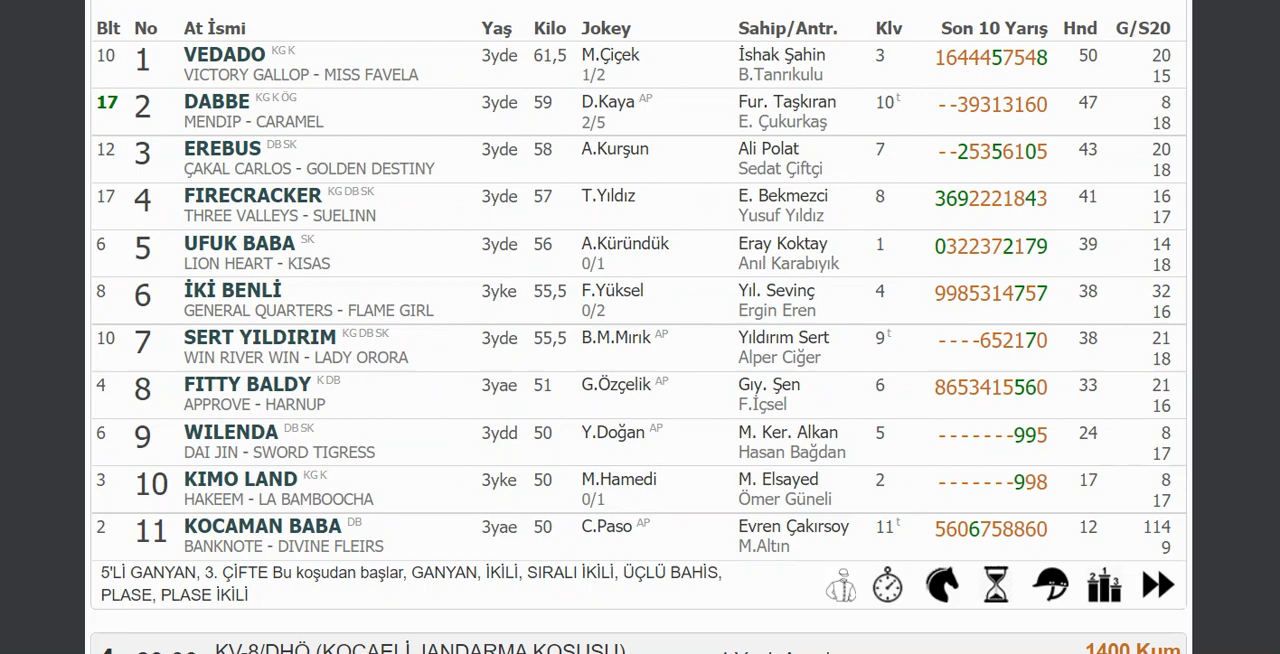 Blt No At İsmi Yaş Kilo Jokey Sahip/Antr. Klv Son 10 Yarış Hnd G/S20
10 1 VEDADO KG K 3yde 61,5 M.Çiçek İshak Şahin 3 1644457548 50 20
VICTORY GALLOP - MISS FAVELA 1/2 B.Tanrıkulu 15
17 2 DABBE KG K ÖG 3yde 59 D.Kaya AP Fur. Taşkıran 10t --39313160 47 8
MENDIP - CARAMEL 2/5 E. Çukurkaş 18
12 3 EREBUS DB SK 3yde 58 A.Kurşun Ali Polat 7 --25356105 43 20
ÇAKAL CARLOS - GOLDEN DESTINY Sedat Çiftçi 18
17 4 FIRECRACKER KG DB SK 3yde 57 T.Yıldız E. Bekmezci 8 3692221843 41 16
THREE VALLEYS - SUELINN Yusuf Yıldız 17
6 5 UFUK BABA SK 3yde 56 A.Küründük Eray Koktay 1 0322372179 39 14
LION HEART - KISAS 0/1 Anıl Karabıyık 18
8 6 İKİ BENLİ 3yke 55,5 F.Yüksel Yıl. Sevinç 4 9985314757 38 32
GENERAL QUARTERS - FLAME GIRL 0/2 Ergin Eren 16
10 7 SERT YILDIRIM KG DB SK 3yde 55,5 B.M.Mırık AP Yıldırım Sert 9t ----652170 38 21
WIN RIVER WIN - LADY ORORA Alper Ciğer 18
4 8 FITTY BALDY K DB 3yae 51 G.Özçelik AP Gıy. Şen 6 8653415560 33 21
APPROVE - HARNUP F.İçsel 16
6 9 WILENDA DB SK 3ydd 50 Y.Doğan AP M. Ker. Alkan 5 -------995 24 8
DAI JIN - SWORD TIGRESS Hasan Bağdan 17
3 10 KIMO LAND KG K 3yke 50 M.Hamedi M. Elsayed 2 -------998 17 8
HAKEEM - LA BAMBOOCHA 0/1 Ömer Güneli 17
2 11 KOCAMAN BABA DB 3yae 50 C.Paso AP Evren Çakırsoy 11t 5606758860 12 114
BANKNOTE - DIVINE FLEIRS M.Altın 9
5'Lİ GANYAN, 3. ÇİFTE Bu koşudan başlar, GANYAN, İKİLİ, SIRALI İKİLİ, ÜÇLÜ BAHİS,
PLASE, PLASE İKİLİ
2 1 3
KV-8/DHÖ (KOCAELİ JANDARMA KOŞUSU) 1400 Kum